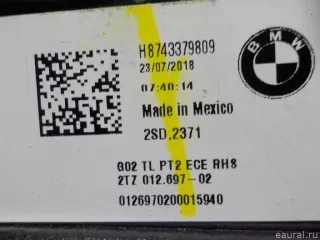 H8743379809
23/07/2018
07:40:14
Made in Mexico
2SD.2371
G02 TL PT2 ECE RHS
2TZ 012.697-02
0126970200015940
BMW
eaural.ru